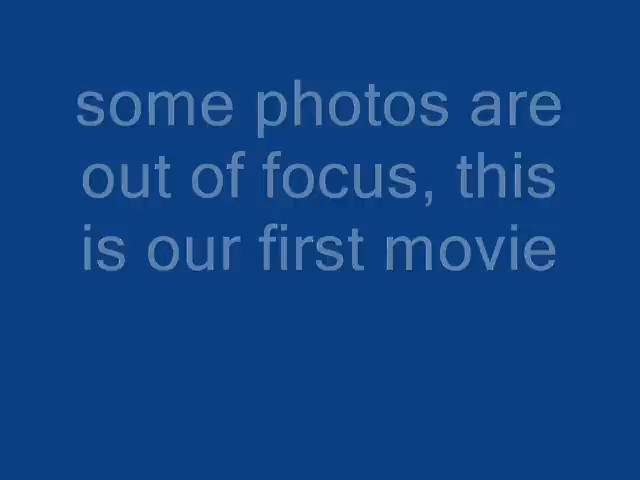 some photos are
out of focus, this
is our first movie